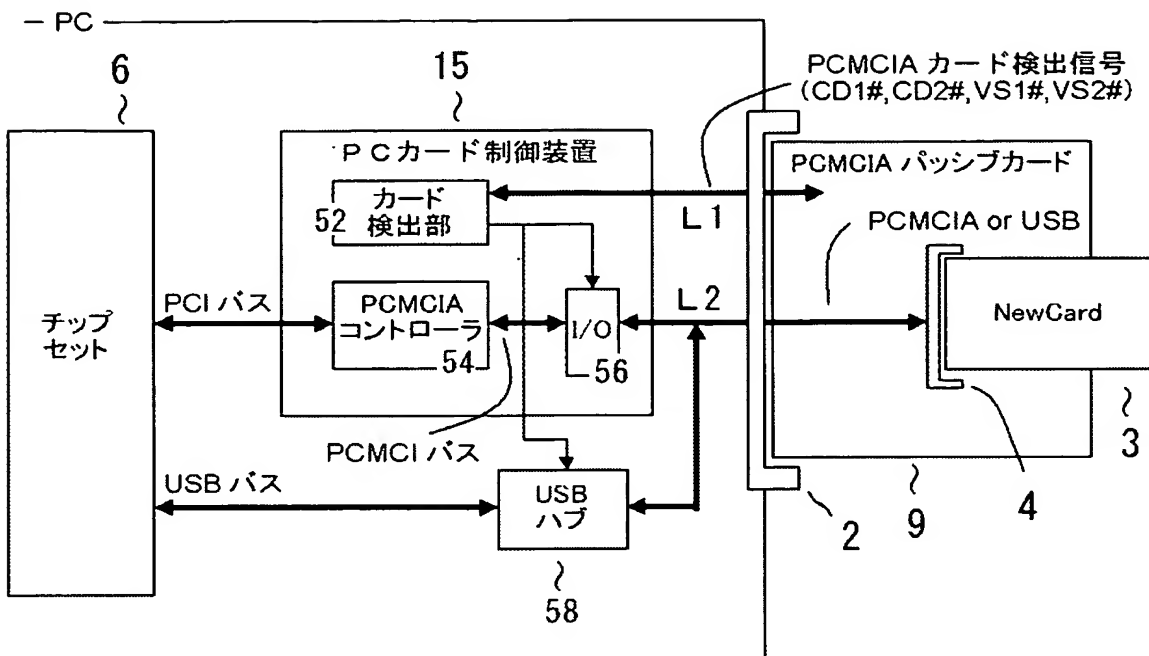 PC
6
15
PCMCIA カード検出信号
(CD1#,CD2#,VS1#,VS2#)
PCカード制御装置
PCMCIA パッシブカード
カード
検出部
52
L1
PCMCIA or USB
PCI バス
PCMCIA
コントローラ
54
I/O
56
L2
NewCard
チップ
セット
PCMCI バス
3
USB バス
USB
ハブ
58
2
9
4